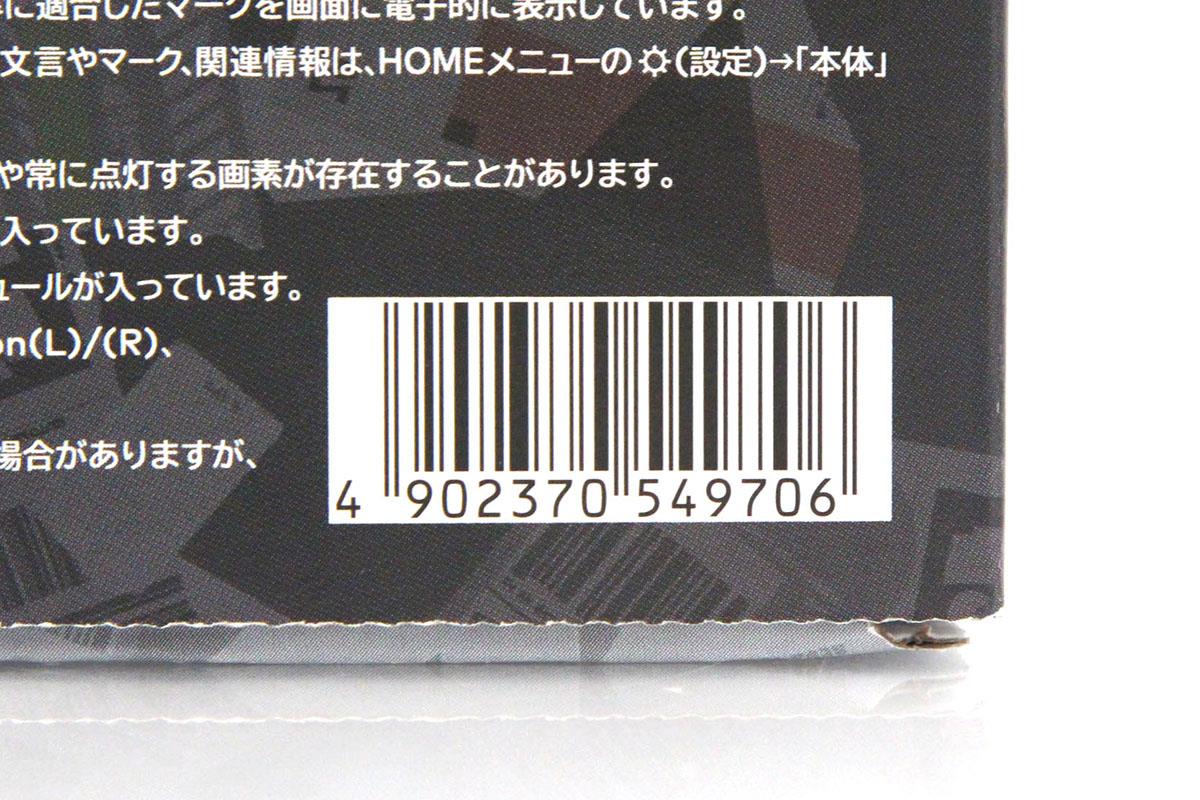 に適合したマークを画面に電子的に表示しています。
文言やマーク、関連情報は、HOMEメニューの(設定)→「本体」
や常に点灯する画素が存在することがあります。
入っています。
ュールが入っています。
on(L)/(R)、
場合がありますが、
4 902370 549706